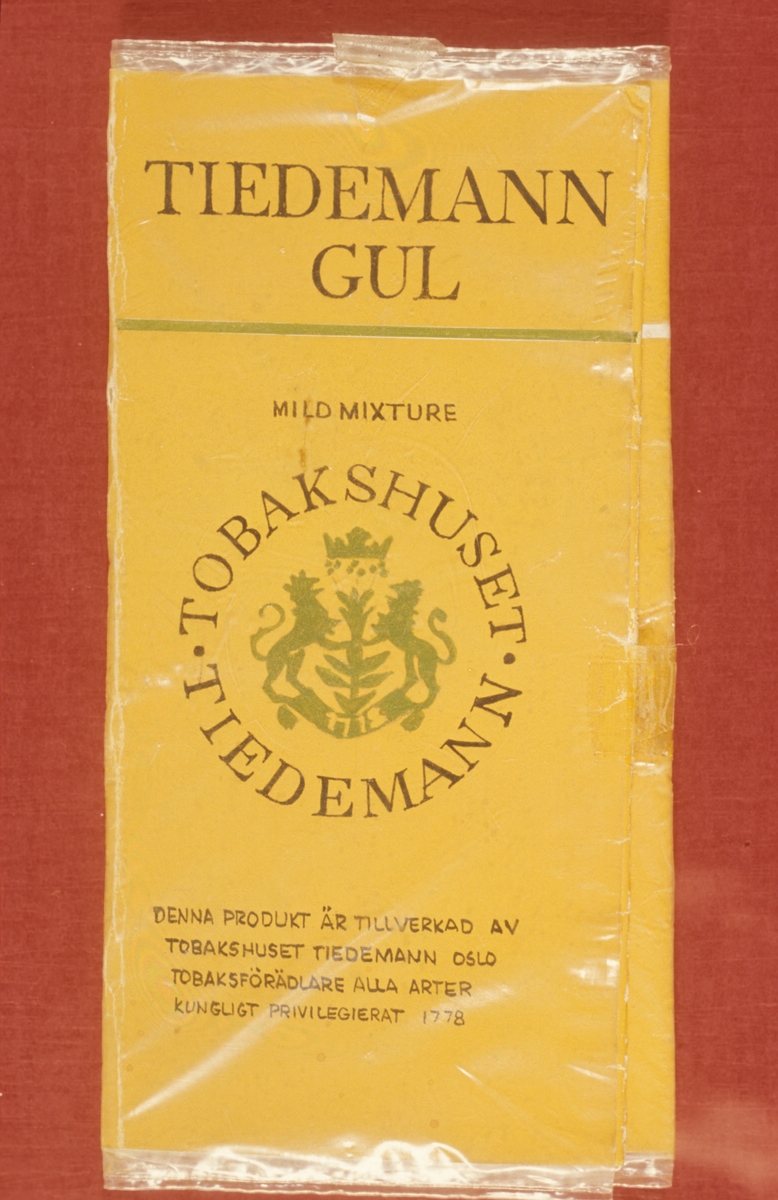 TIEDEMANN
GUL
MILD MIXTURE
TOBAKSHUSET
· TIEDEMANN ·
DENNA PRODUKT ÄR TILLVERKAD AV
TOBAKSHUSET TIEDEMANN OSLO
TOBAKSFÖRÄDLARE ALLA ARTER
KUNGLIGT PRIVILEGIERAT 1778